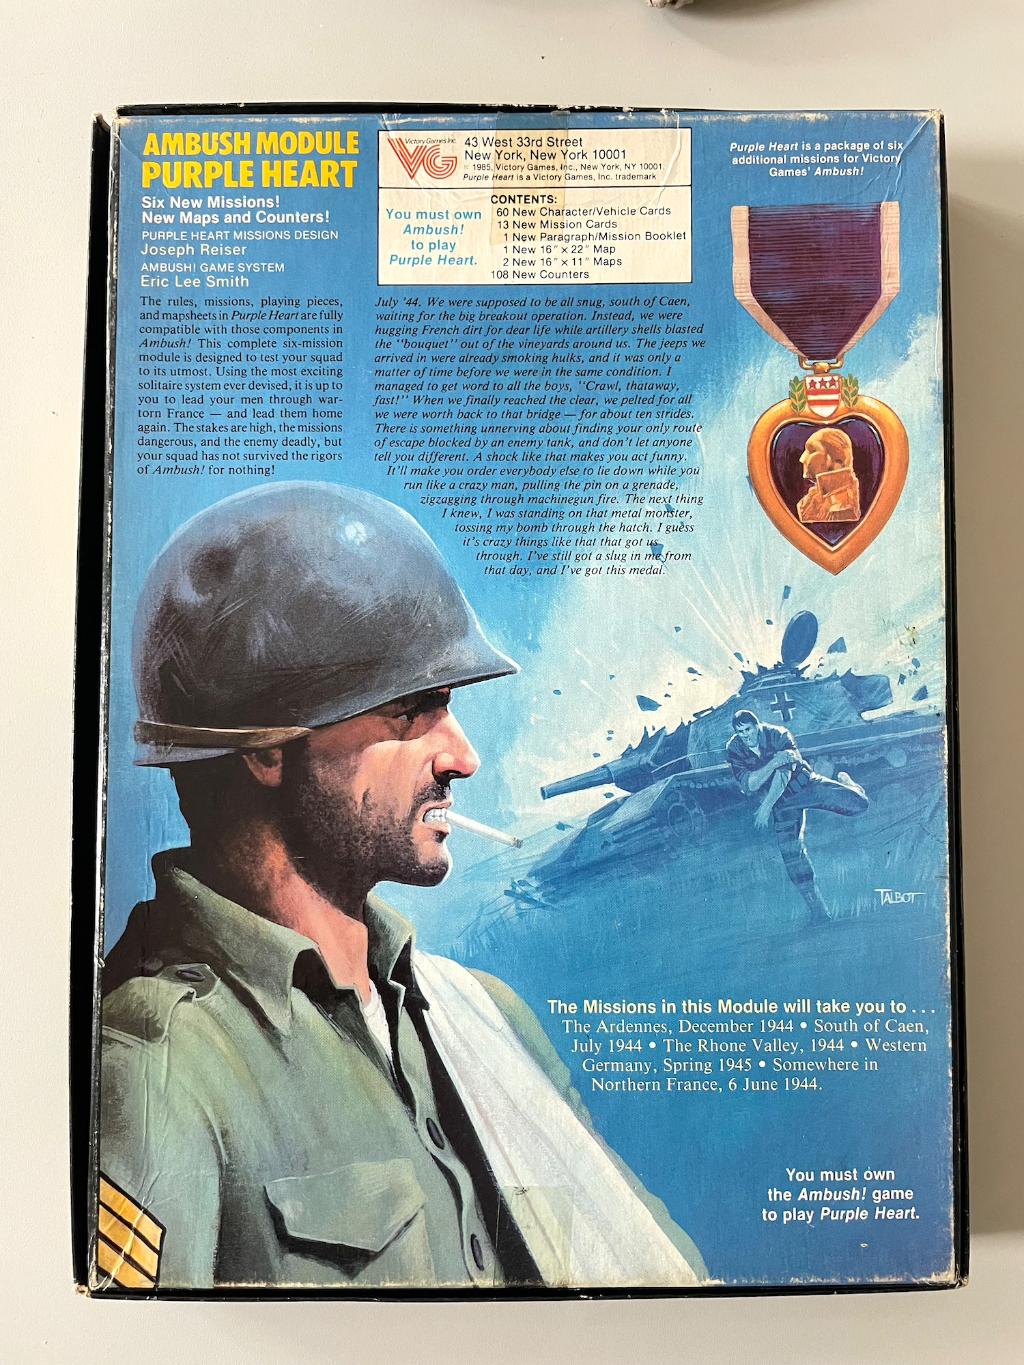 AMBUSH MODULE
PURPLE HEART
Six New Missions!
New Maps and Counters!
PURPLE HEART MISSIONS DESIGN
Joseph Reiser
AMBUSH! GAME SYSTEM
Eric Lee Smith
The rules, missions, playing pieces,
and mapsheets in Purple Heart are fully
compatible with those components in
Ambush! This complete six-mission
module is designed to test your squad
to its utmost. Using the most exciting
solitaire system ever devised, it is up to
you to lead your men through war-
torn France — and lead them home
again. The stakes are high, the missions
dangerous, and the enemy deadly, but
your squad has not survived the rigors
of Ambush! for nothing!
Victory Games Inc.
VG
43 West 33rd Street
New York, New York 10001
© 1985, Victory Games, Inc., New York, NY 10001.
Purple Heart is a Victory Games, Inc. trademark
You must own
Ambush!
to play
Purple Heart.
CONTENTS:
60 New Character/Vehicle Cards
13 New Mission Cards
1 New Paragraph/Mission Booklet
1 New 16" x 22" Map
2 New 16" x 11" Maps
108 New Counters
July '44. We were supposed to be all snug, south of Caen,
waiting for the big breakout operation. Instead, we were
hugging French dirt for dear life while artillery shells blasted
the "bouquet" out of the vineyards around us. The jeeps we
arrived in were already smoking hulks, and it was only a
matter of time before we were in the same condition. I
managed to get word to all the boys, "Crawl, thataway,
fast!" When we finally reached the clear, we pelted for all
we were worth back to that bridge — for about ten strides.
There is something unnerving about finding your only route
of escape blocked by an enemy tank, and don't let anyone
tell you different. A shock like that makes you act funny.
It'll make you order everybody else to lie down while you
run like a crazy man, pulling the pin on a grenade,
zigzagging through machinegun fire. The next thing
I knew, I was standing on that metal monster,
tossing my bomb through the hatch. I guess
it's crazy things like that that got us
through. I've still got a slug in me from
that day, and I've got this medal.
Purple Heart is a package of six
additional missions for Victory
Games' Ambush!
TALBOT
The Missions in this Module will take you to . . .
The Ardennes, December 1944 • South of Caen,
July 1944 • The Rhone Valley, 1944 • Western
Germany, Spring 1945 • Somewhere in
Northern France, 6 June 1944.
You must own
the Ambush! game
to play Purple Heart.